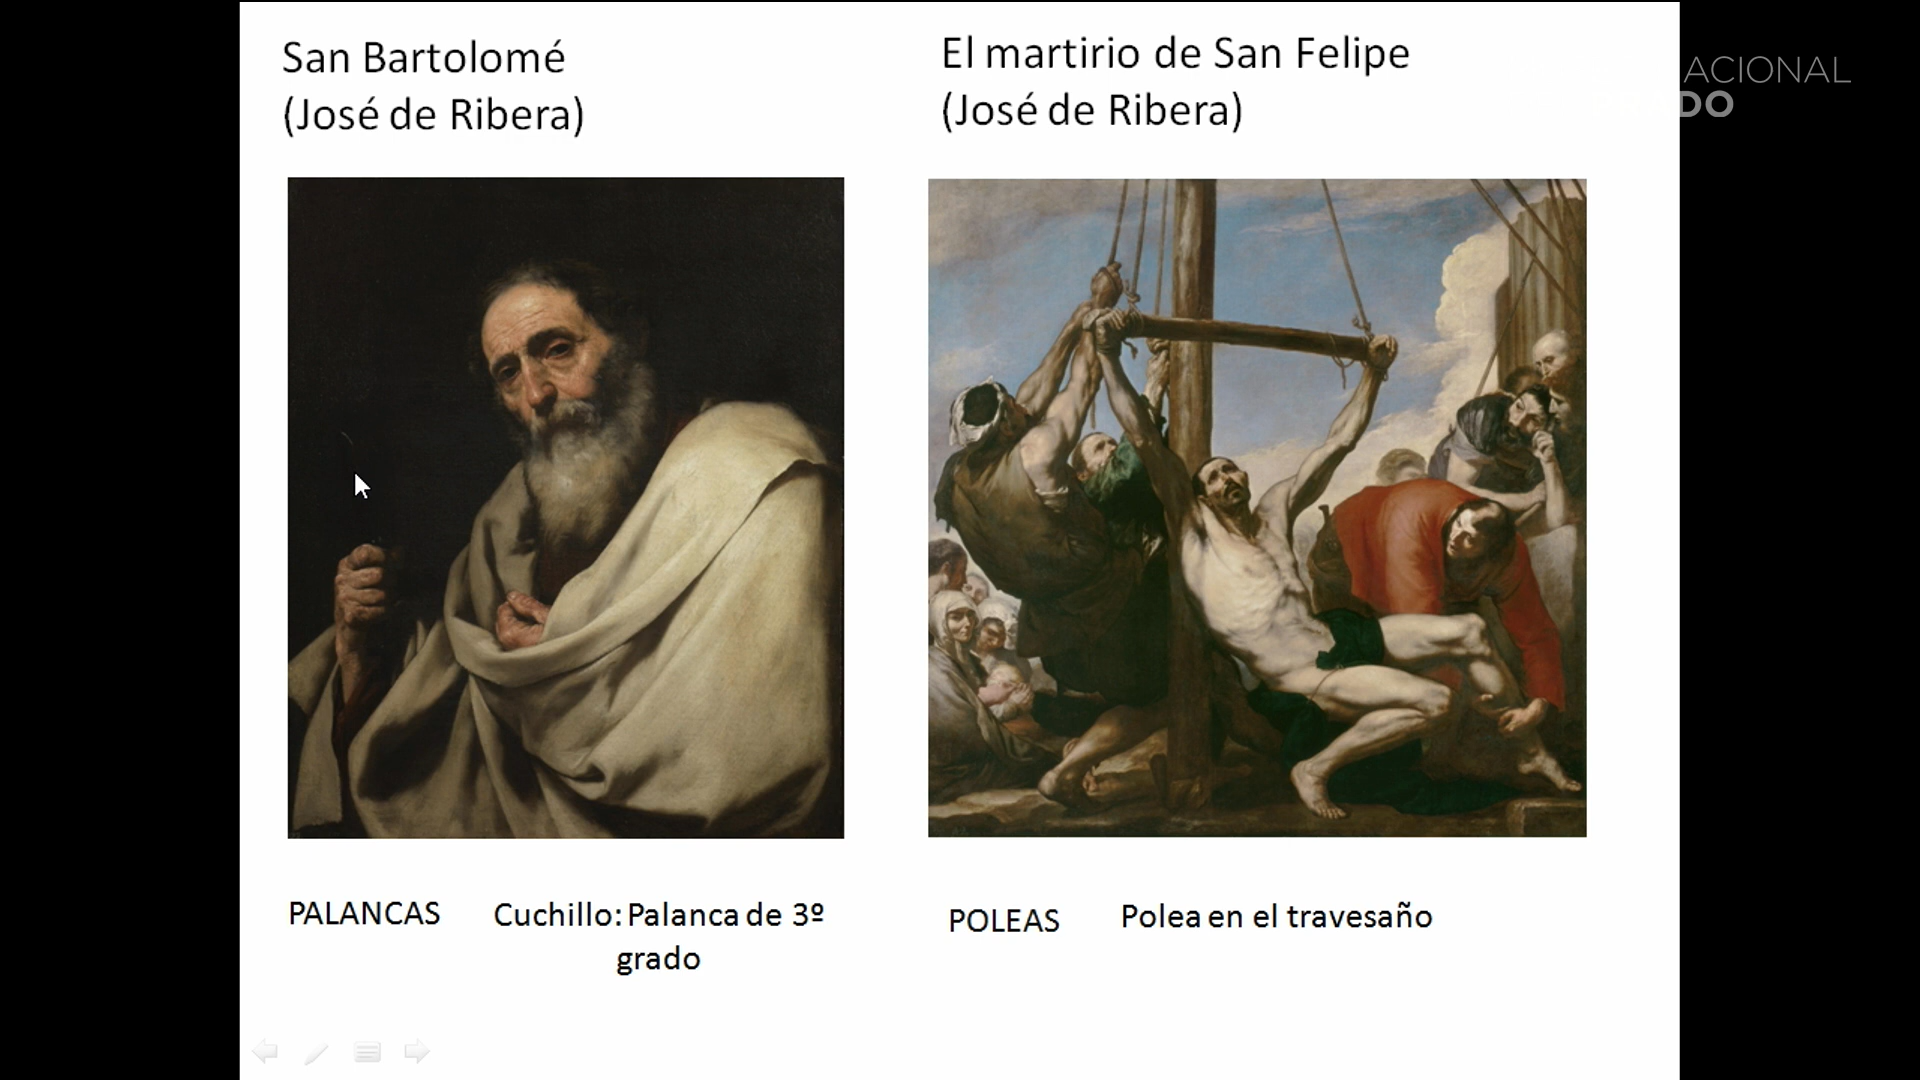 San Bartolomé
(José de Ribera)
El martirio de San Felipe
(José de Ribera)
ACIONAL
DO
PALANCAS
Cuchillo: Palanca de 3º
grado
POLEAS
Polea en el travesaño